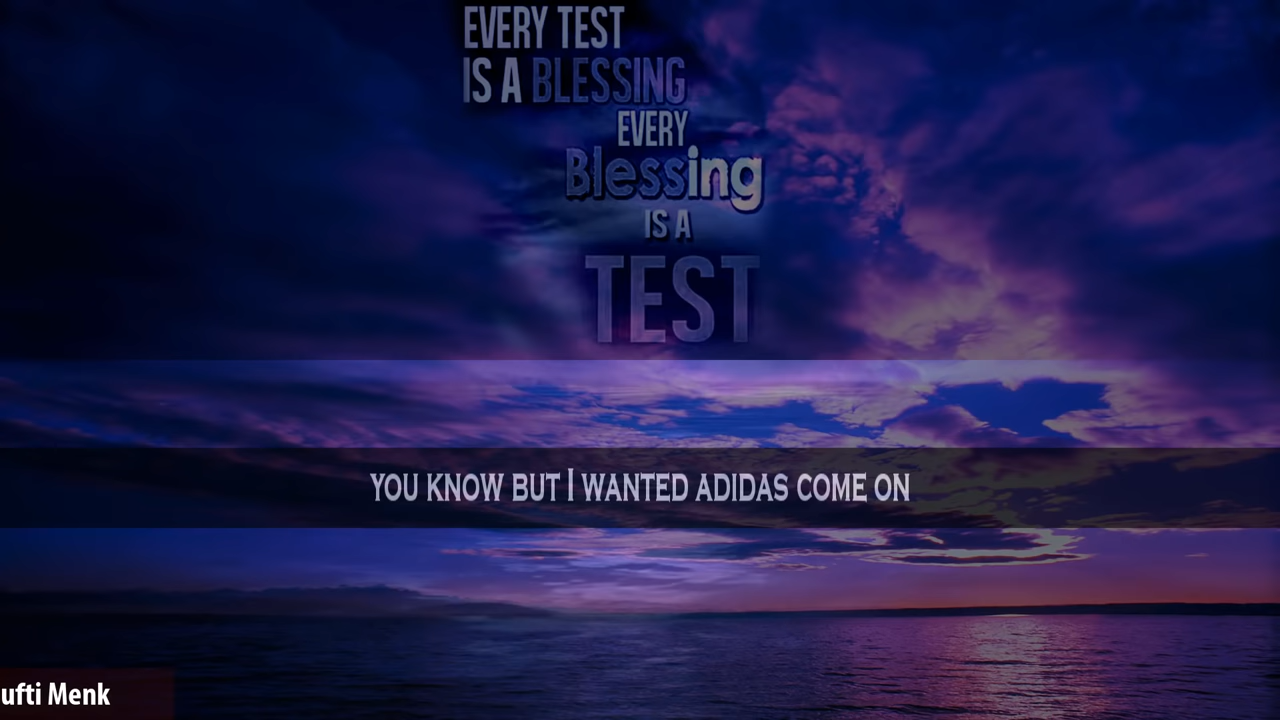 EVERY TEST
IS A BLESSING
EVERY
Blessing
IS A
TEST
YOU KNOW BUT I WANTED ADIDAS COME ON
ufti Menk